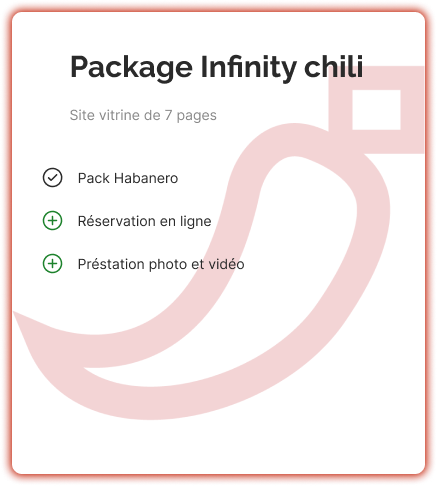 Package Infinity chili
Site vitrine de 7 pages
Pack Habanero
Réservation en ligne
Préstation photo et vidéo